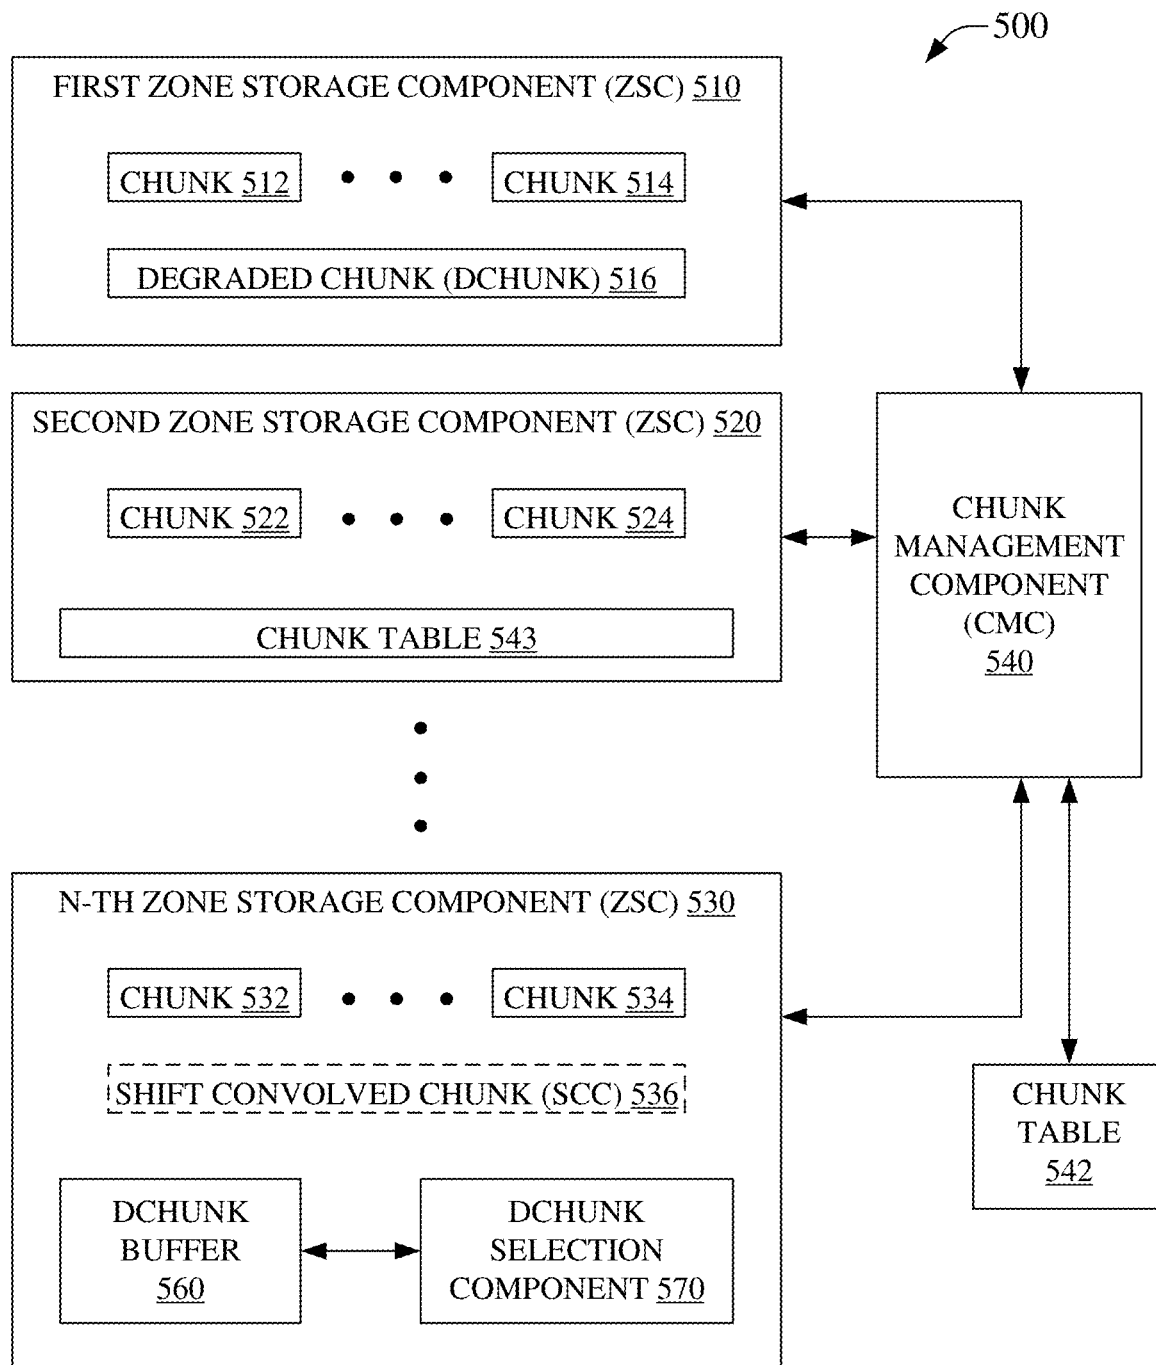 500
FIRST ZONE STORAGE COMPONENT (ZSC) 510
CHUNK 512
CHUNK 514
DEGRADED CHUNK (DCHUNK) 516
SECOND ZONE STORAGE COMPONENT (ZSC) 520
CHUNK 522
CHUNK 524
CHUNK TABLE 543
CHUNK
MANAGEMENT
COMPONENT
(CMC)
540
N-TH ZONE STORAGE COMPONENT (ZSC) 530
CHUNK 532
CHUNK 534
SHIFT CONVOLVED CHUNK (SCC) 536
DCHUNK
BUFFER
560
DCHUNK
SELECTION
COMPONENT 570
CHUNK
TABLE
542